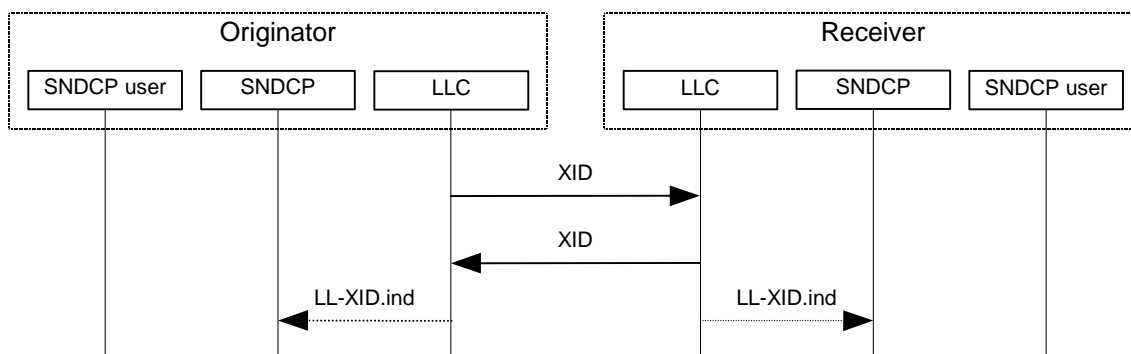 Originator Receiver
SNDCP user SNDCP LLC LLC SNDCP SNDCP user
XID
XID
LL-XID.ind LL-XID.ind